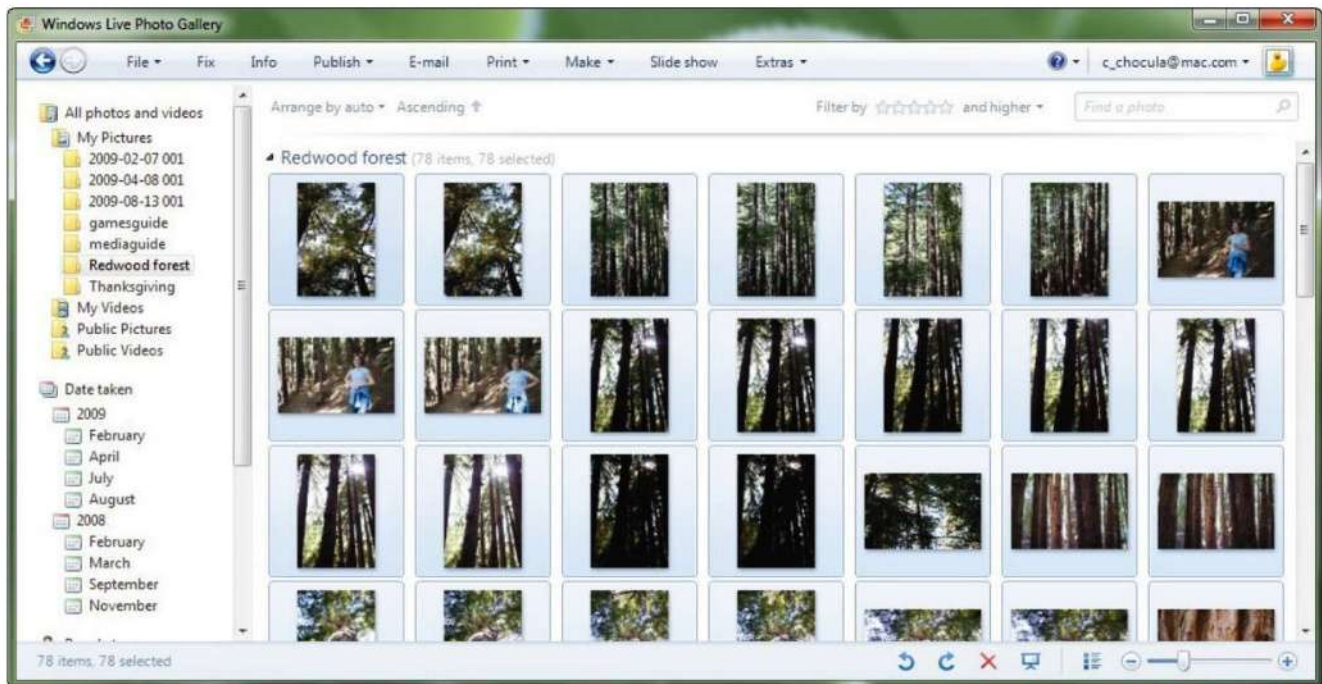 Windows Live Photo Gallery
File Fix Info Publish E-mail Print Make Slide show Extras c_chocula@mac.com
Arrange by auto Ascending Filter by and higher Find a photo
All photos and videos
My Pictures
2009-02-07 001
2009-04-08 001
2009-08-13 001
gamesguide
mediaguide
Redwood forest
Thanksgiving
My Videos
Public Pictures
Public Videos
Date taken
2009
February
April
July
August
2008
February
March
September
November
Redwood forest (78 items, 78 selected)
78 items, 78 selected